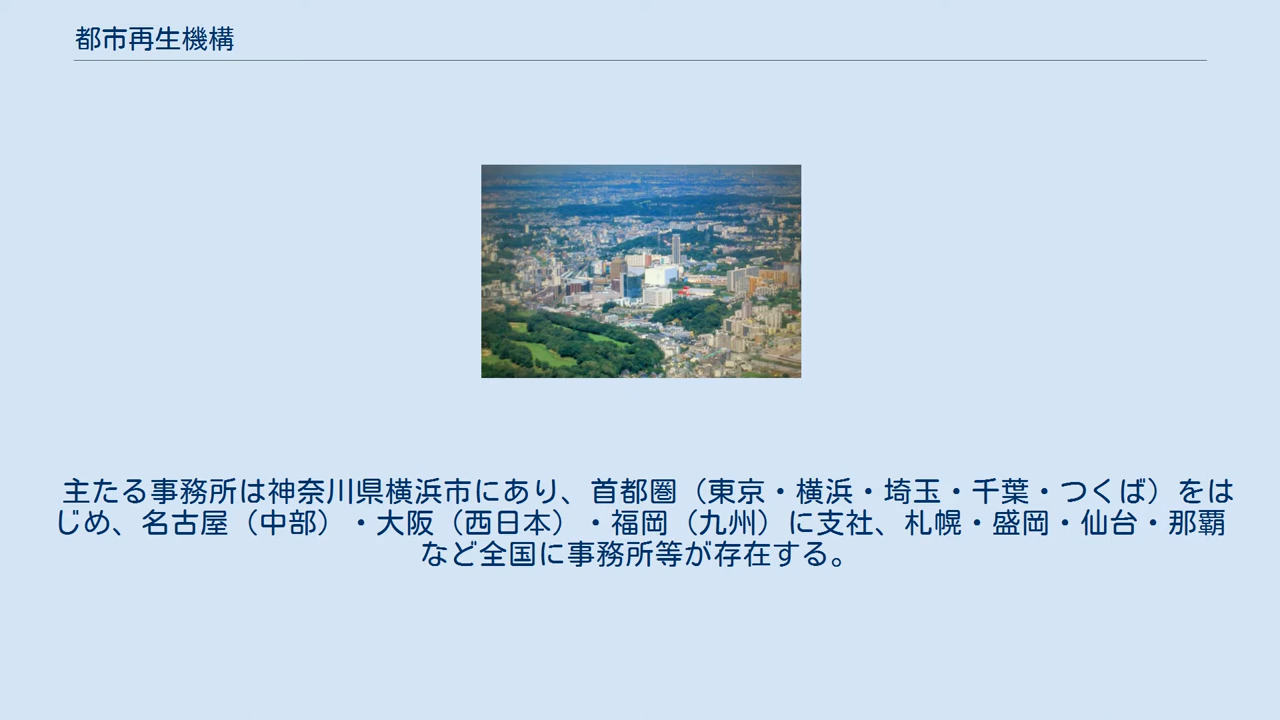 都市再生機構
主たる事務所は神奈川県横浜市にあり、首都圏（東京・横浜・埼玉・千葉・つくば）をは
じめ、名古屋（中部）・大阪（西日本）・福岡（九州）に支社、札幌・盛岡・仙台・那覇
など全国に事務所等が存在する。